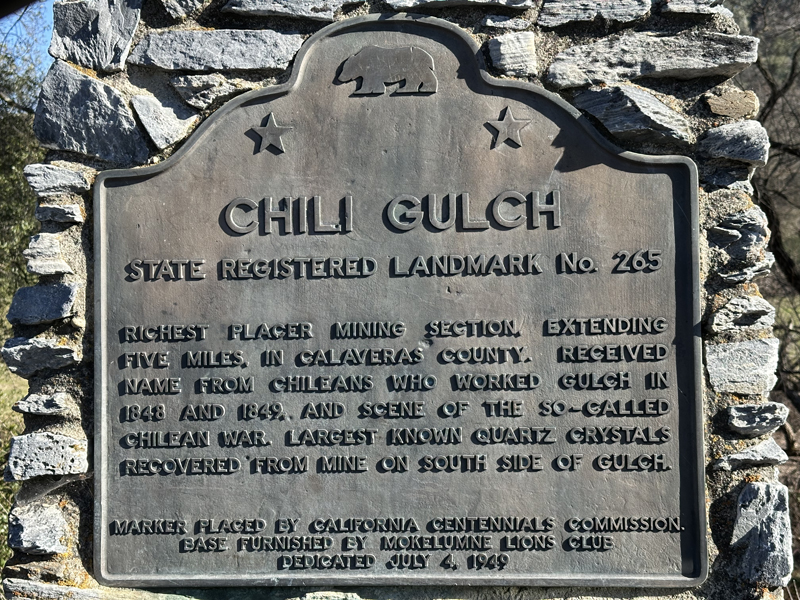 CHILI GULCH
STATE REGISTERED LANDMARK No. 265
RICHEST PLACER MINING SECTION, EXTENDING
FIVE MILES, IN CALAVERAS COUNTY. RECEIVED
NAME FROM CHILEANS WHO WORKED GULCH IN
1848 AND 1849, AND SCENE OF THE SO-CALLED
CHILEAN WAR. LARGEST KNOWN QUARTZ CRYSTALS
RECOVERED FROM MINE ON SOUTH SIDE OF GULCH.
MARKER PLACED BY CALIFORNIA CENTENNIALS COMMISSION.
BASE FURNISHED BY MOKELUMNE LIONS CLUB
DEDICATED JULY 4, 1949